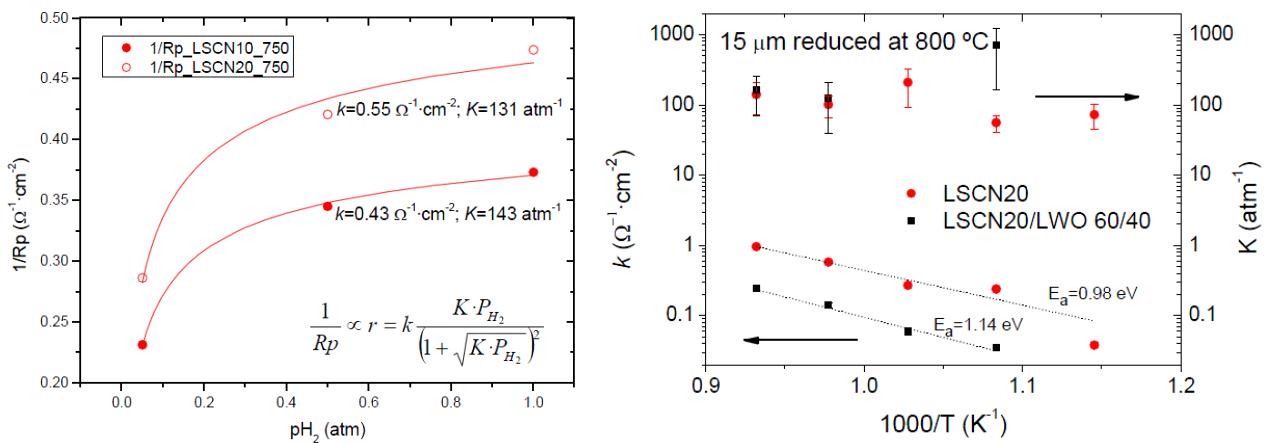 0.50
0.45
0.40
0.35
0.30
0.25
0.20
1/Rp (Ω⁻¹·cm⁻²)
1/Rp_LSCN10_750
1/Rp_LSCN20_750
k=0.55 Ω⁻¹·cm⁻²; K=131 atm⁻¹
k=0.43 Ω⁻¹·cm⁻²; K=143 atm⁻¹
1/Rp ∝ r = k K·P_H₂/(1+√(K·P_H₂))²
0.0 0.2 0.4 0.6 0.8 1.0
pH₂ (atm)
15 μm reduced at 800 ºC
1000
100
10
1
0.1
k (Ω⁻¹·cm⁻²)
LSCN20
LSCN20/LWO 60/40
Eₐ=0.98 eV
Eₐ=1.14 eV
1000
100
10
1
0.1
K (atm⁻¹)
0.9 1.0 1.1 1.2
1000/T (K⁻¹)